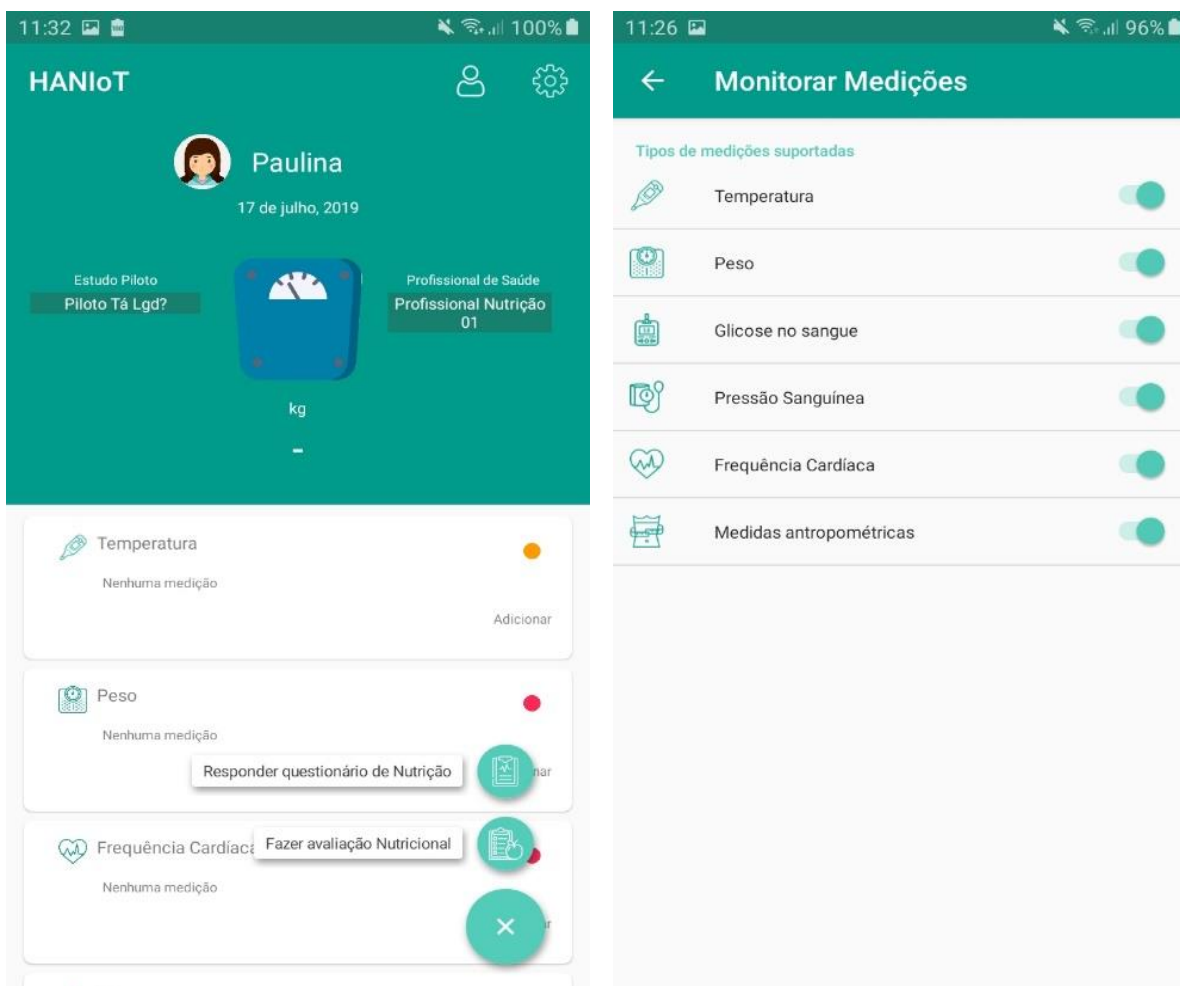 11:32
100%
HANIoT
Paulina
17 de julho, 2019
Estudo Piloto
Piloto Tá Lgd?
Profissional de Saúde
Profissional Nutrição
01
kg
-
Temperatura
Nenhuma medição
Adicionar
Peso
Nenhuma medição
Responder questionário de Nutrição
nar
Frequência Cardíaca
Fazer avaliação Nutricional
Nenhuma medição
r
11:26
96%
Monitorar Medições
Tipos de medições suportadas
Temperatura
Peso
Glicose no sangue
Pressão Sanguínea
Frequência Cardíaca
Medidas antropométricas